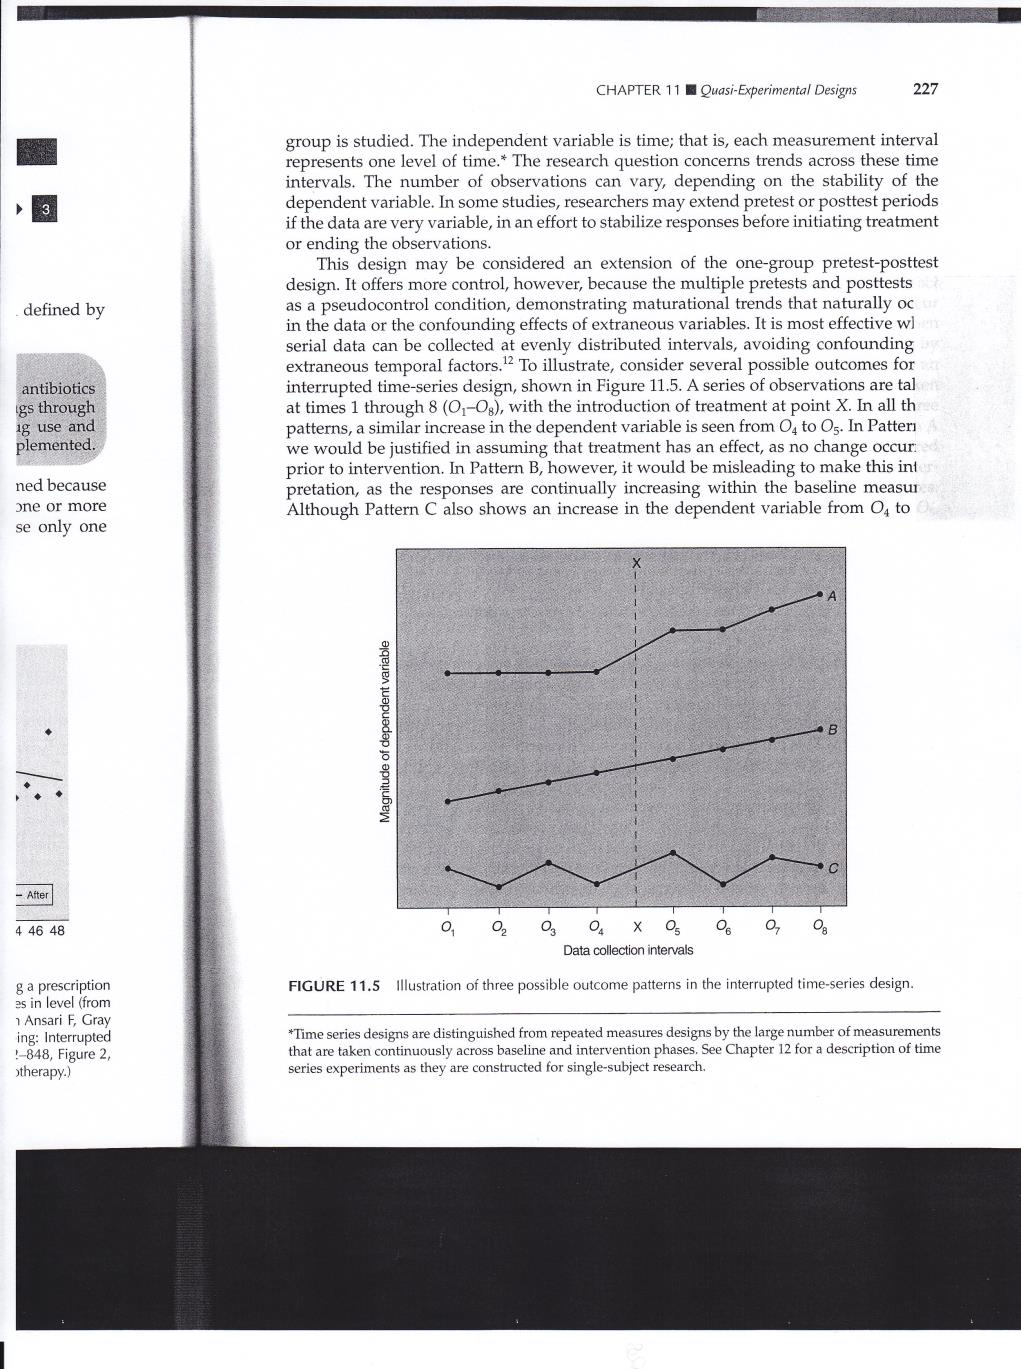 CHAPTER 11 ■ Quasi-Experimental Designs 227
3
defined by
antibiotics
through
use and
ned because
one or more
se only one
After
4 46 48
g a prescription
es in level (from
Ansari F, Gray
ing: Interrupted
–848, Figure 2,
group is studied. The independent variable is time; that is, each measurement interval
represents one level of time.* The research question concerns trends across these time
intervals. The number of observations can vary, depending on the stability of the
dependent variable. In some studies, researchers may extend pretest or posttest periods
if the data are very variable, in an effort to stabilize responses before initiating treatment
or ending the observations.
This design may be considered an extension of the one-group pretest-posttest
design. It offers more control, however, because the multiple pretests and posttests
as a pseudocontrol condition, demonstrating maturational trends that naturally oc
in the data or the confounding effects of extraneous variables. It is most effective w
serial data can be collected at evenly distributed intervals, avoiding confounding
extraneous temporal factors.¹² To illustrate, consider several possible outcomes for
interrupted time-series design, shown in Figure 11.5. A series of observations are tak
at times 1 through 8 (O₁–O₈), with the introduction of treatment at point X. In all three
patterns, a similar increase in the dependent variable is seen from O₄ to O₅. In Pattern A
we would be justified in assuming that treatment has an effect, as no change occur
prior to intervention. In Pattern B, however, it would be misleading to make this int
pretation, as the responses are continually increasing within the baseline measur
Although Pattern C also shows an increase in the dependent variable from O₄ to
X
A
B
C
Magnitude of dependent variable
O₁ O₂ O₃ O₄ X O₅ O₆ O₇ O₈
Data collection intervals
FIGURE 11.5 Illustration of three possible outcome patterns in the interrupted time-series design.
*Time series designs are distinguished from repeated measures designs by the large number of measurements
that are taken continuously across baseline and intervention phases. See Chapter 12 for a description of time
series experiments as they are constructed for single-subject research.